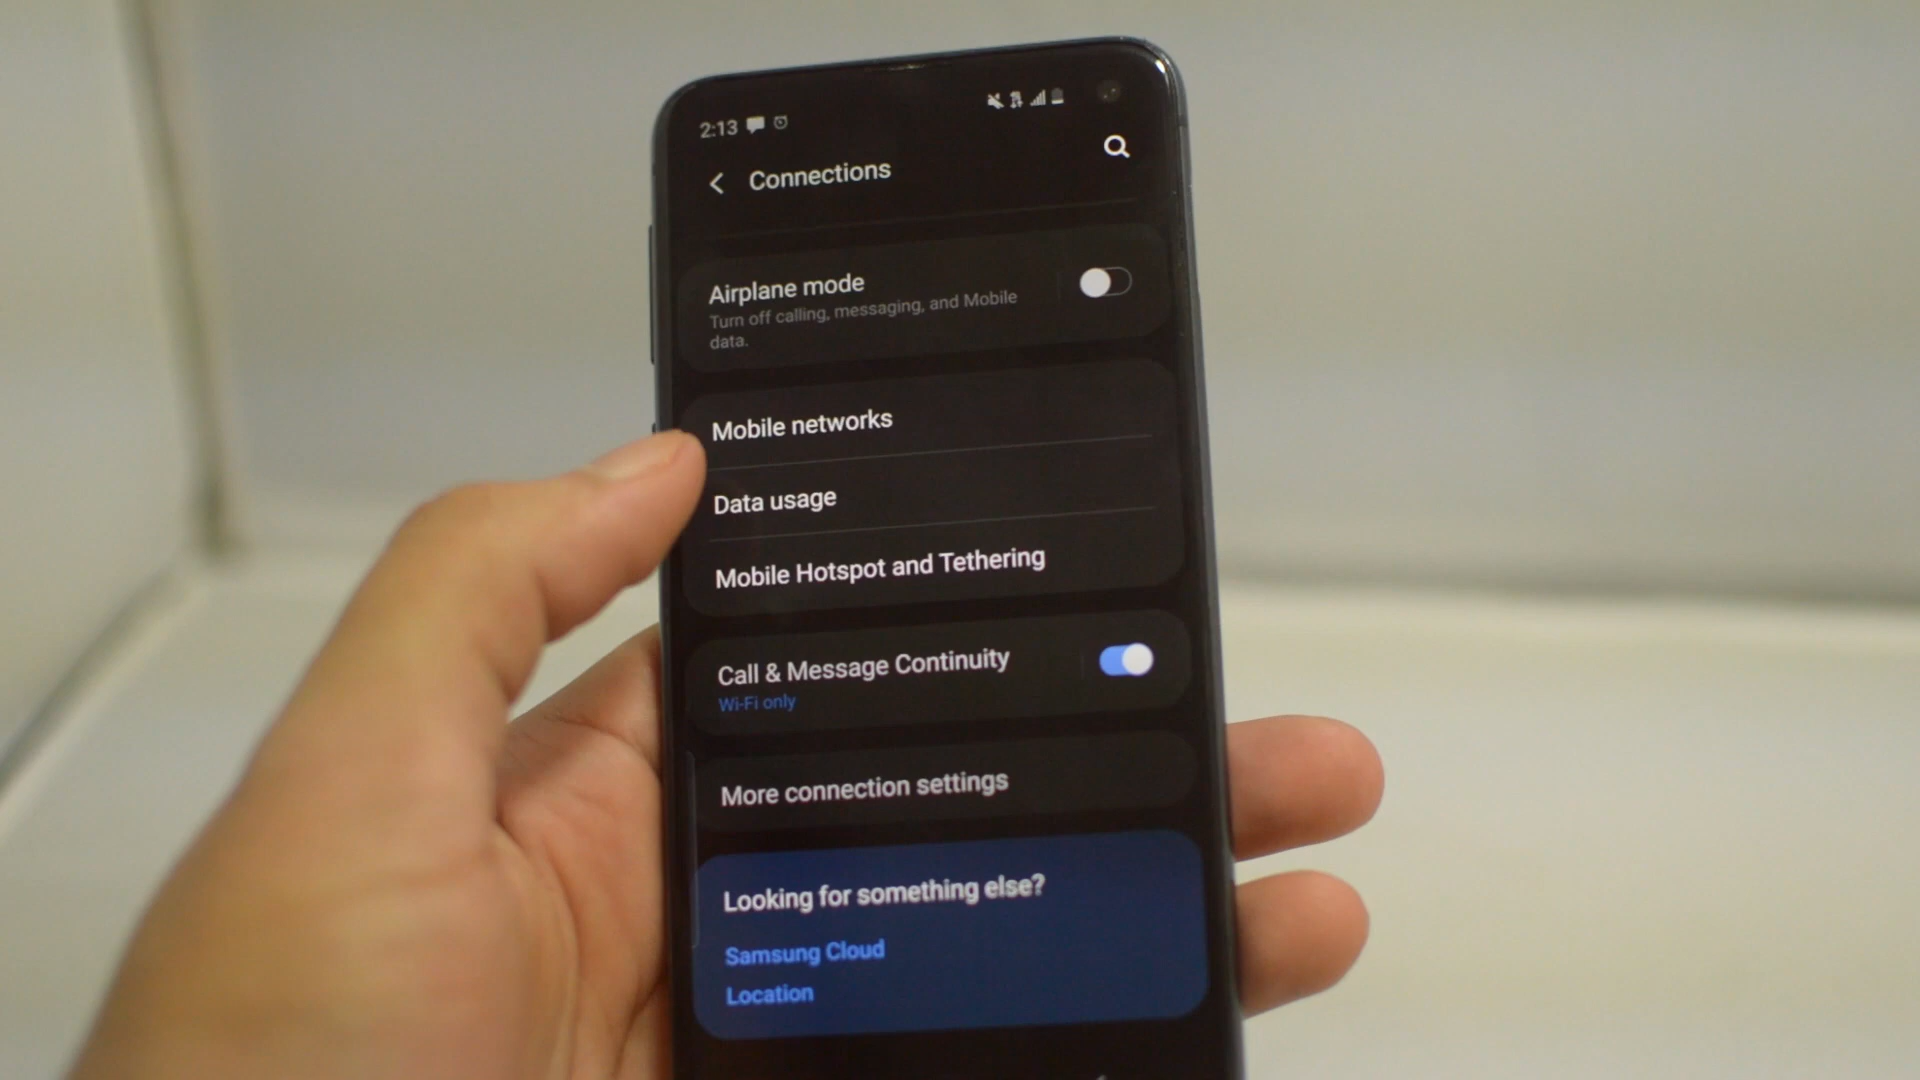 2:13
Connections
Airplane mode
Turn off calling, messaging, and Mobile
data.
Mobile networks
Data usage
Mobile Hotspot and Tethering
Call & Message Continuity
Wi-Fi only
More connection settings
Looking for something else?
Samsung Cloud
Location